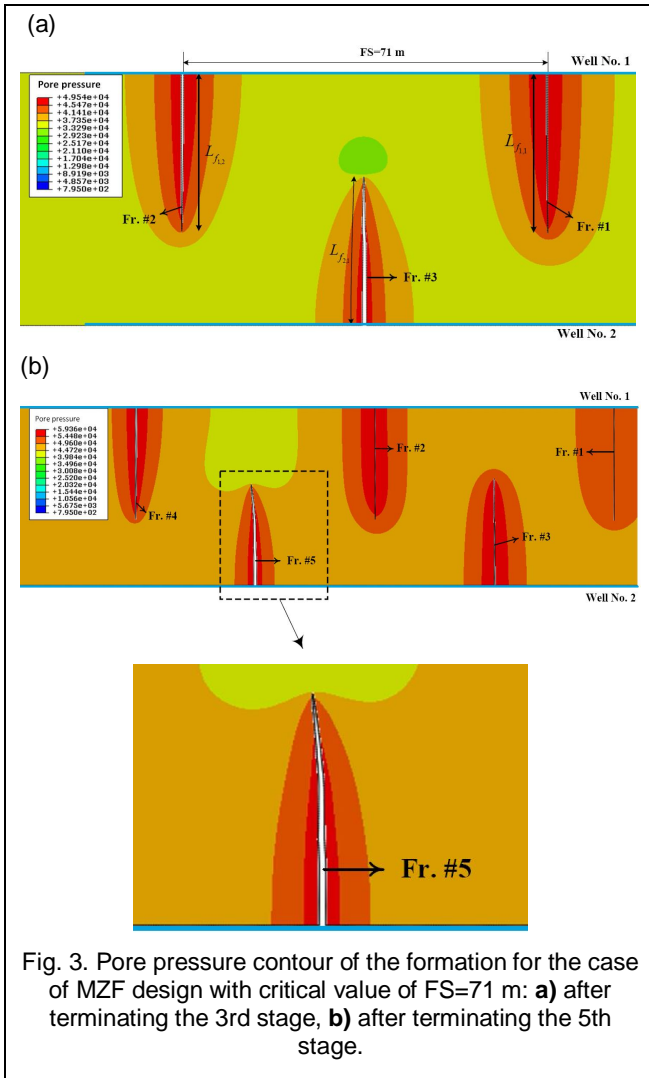 (a)
FS=71 m
Well No. 1
Pore pressure
+4.954e+04
+4.547e+04
+4.141e+04
+3.735e+04
+3.329e+04
+2.923e+04
+2.517e+04
+2.110e+04
+1.704e+04
+1.298e+04
+8.919e+03
+4.857e+03
+7.950e+02
L f1,2
L f1,1
Fr. #2
Fr. #1
L f2,1
Fr. #3
Well No. 2
(b)
Well No. 1
Pore pressure
+5.936e+04
+5.448e+04
+4.960e+04
+4.472e+04
+3.984e+04
+3.496e+04
+3.008e+04
+2.520e+04
+2.032e+04
+1.544e+04
+1.056e+04
+5.675e+03
+7.950e+02
Fr. #2
Fr. #1
Fr. #4
Fr. #3
Fr. #5
Well No. 2
Fr. #5
Fig. 3. Pore pressure contour of the formation for the case
of MZF design with critical value of FS=71 m: a) after
terminating the 3rd stage, b) after terminating the 5th
stage.